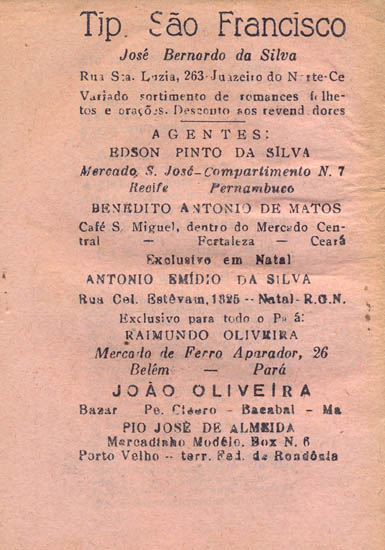 Tip. São Francisco
José Bernardo da Silva
Rua Sta. Luzia, 263-Juazeiro do Norte-Ce
Variado sortimento de romances folhe-
tos e orações. Desconto aos revend dores
AGENTES:
EDSON PINTO DA SILVA
Mercado, S. José-Compartimento N. 7
Recife Pernambuco
BENEDITO ANTONIO DE MATOS
Café S. Miguel, dentro do Mercado Cen-
tral — Fortaleza — Ceará
Exclusivo em Natal
ANTONIO EMÍDIO DA SILVA
Rua Cel. Estêvam, 1325 -- Natal- R.G.N.
Exclusivo para todo o Pará:
RAIMUNDO OLIVEIRA
Mercado de Ferro Aparador, 26
Belém — Pará
JOÃO OLIVEIRA
Bazar Pe. Cícero - Bacabal - Ma
PIO JOSÉ DE ALMEIDA
Mercadinho Modêlo, Box N. 6
Porto Velho — terr. Fed. de Rondônia